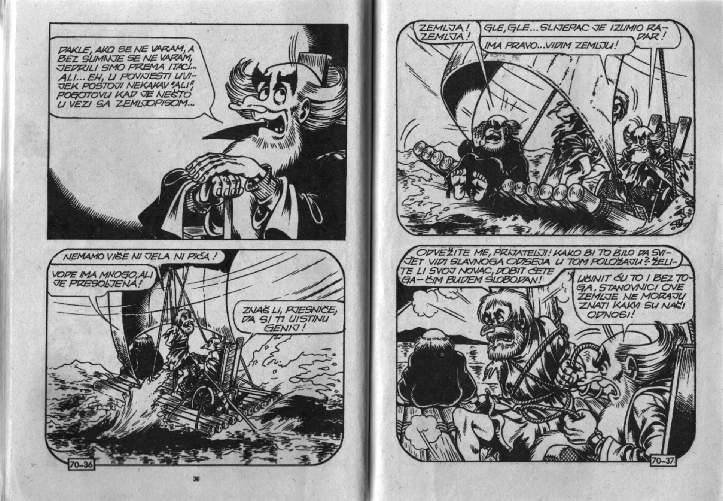 DAKLE, AKO SE NE VARAM, A
BEZ SUMNJE SE NE VARAM,
JEDRILI SMO PREMA ITACI...
ALI... EH, U POVIJESTI UVI-
JEK POSTOJI NEKAKAV "ALI",
POGOTOVU KAD JE NEŠTO
U VEZI SA ZEMLJOPISOM...
NEMAMO VIŠE NI JELA NI PIĆA!
VODE IMA MNOGO, ALI
JE PRESOLJENA!
ZNAŠ LI, PJESNIČE,
DA SI TI UISTINU
GENIJ!
70-36
36
ZEMLJA!
ZEMLJA!
GLE, GLE... SLIJEPAC JE IZUMIO RA-
DAR!
IMA PRAVO... VIDIM ZEMLJU!
ODVEŽITE ME, PRIJATELJI! KAKO BI TO BILO DA SVI-
JET VIDI SLAVNOGA ODISEJA U TOM POLOŽAJU? ŽELI-
TE LI SVOJ NOVAC, DOBIT ĆETE
GA ČIM BUDEM SLOBODAN!
UČINIT ĆU TO I BEZ TO-
GA. STANOVNICI OVE
ZEMLJE NE MORAJU
ZNATI KAKVI SU NAŠI
ODNOSI!
70-37